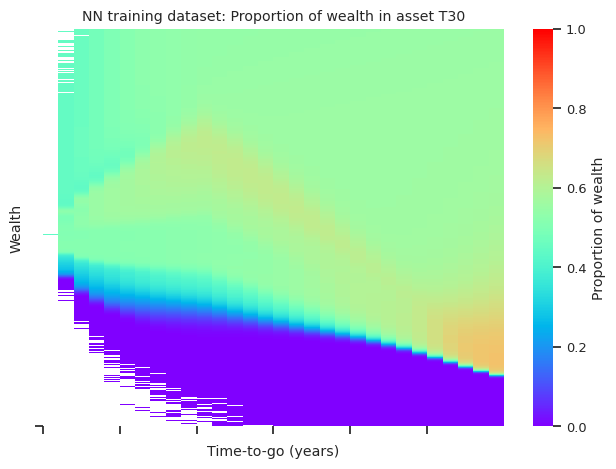 NN training dataset: Proportion of wealth in asset T30
Wealth
Time-to-go (years)
1.0
0.8
0.6
0.4
0.2
0.0
Proportion of wealth